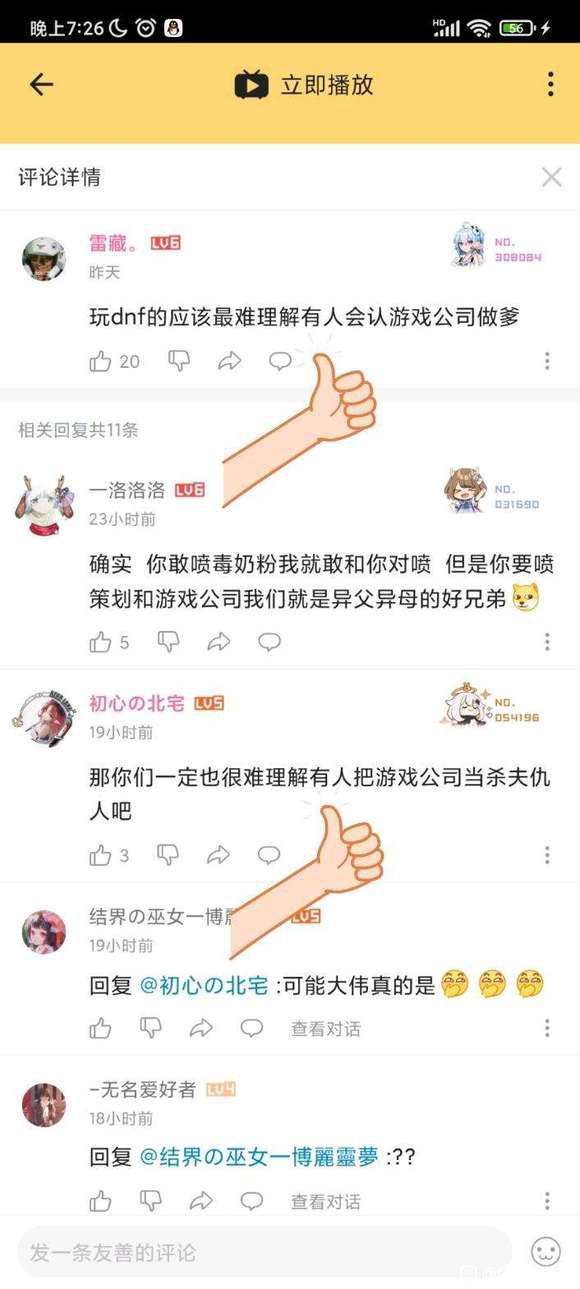 晚上7:26
HD
56
立即播放
评论详情
雷藏。 LV6
NO.
308084
昨天
玩dnf的应该最难理解有人会认游戏公司做爹
20
相关回复共11条
一洛洛洛 LV6
NO.
031690
23小时前
确实 你敢喷毒奶粉我就敢和你对喷 但是你要喷
策划和游戏公司我们就是异父异母的好兄弟
5
初心の北宅 LV5
NO.
054196
19小时前
那你们一定也很难理解有人把游戏公司当杀夫仇
人吧
3
结界の巫女一博 LV5
19小时前
回复 @初心の北宅 :可能大伟真的是
查看对话
-无名爱好者 LV4
18小时前
回复 @结界の巫女一博麗靈夢 :??
查看对话
发一条友善的评论